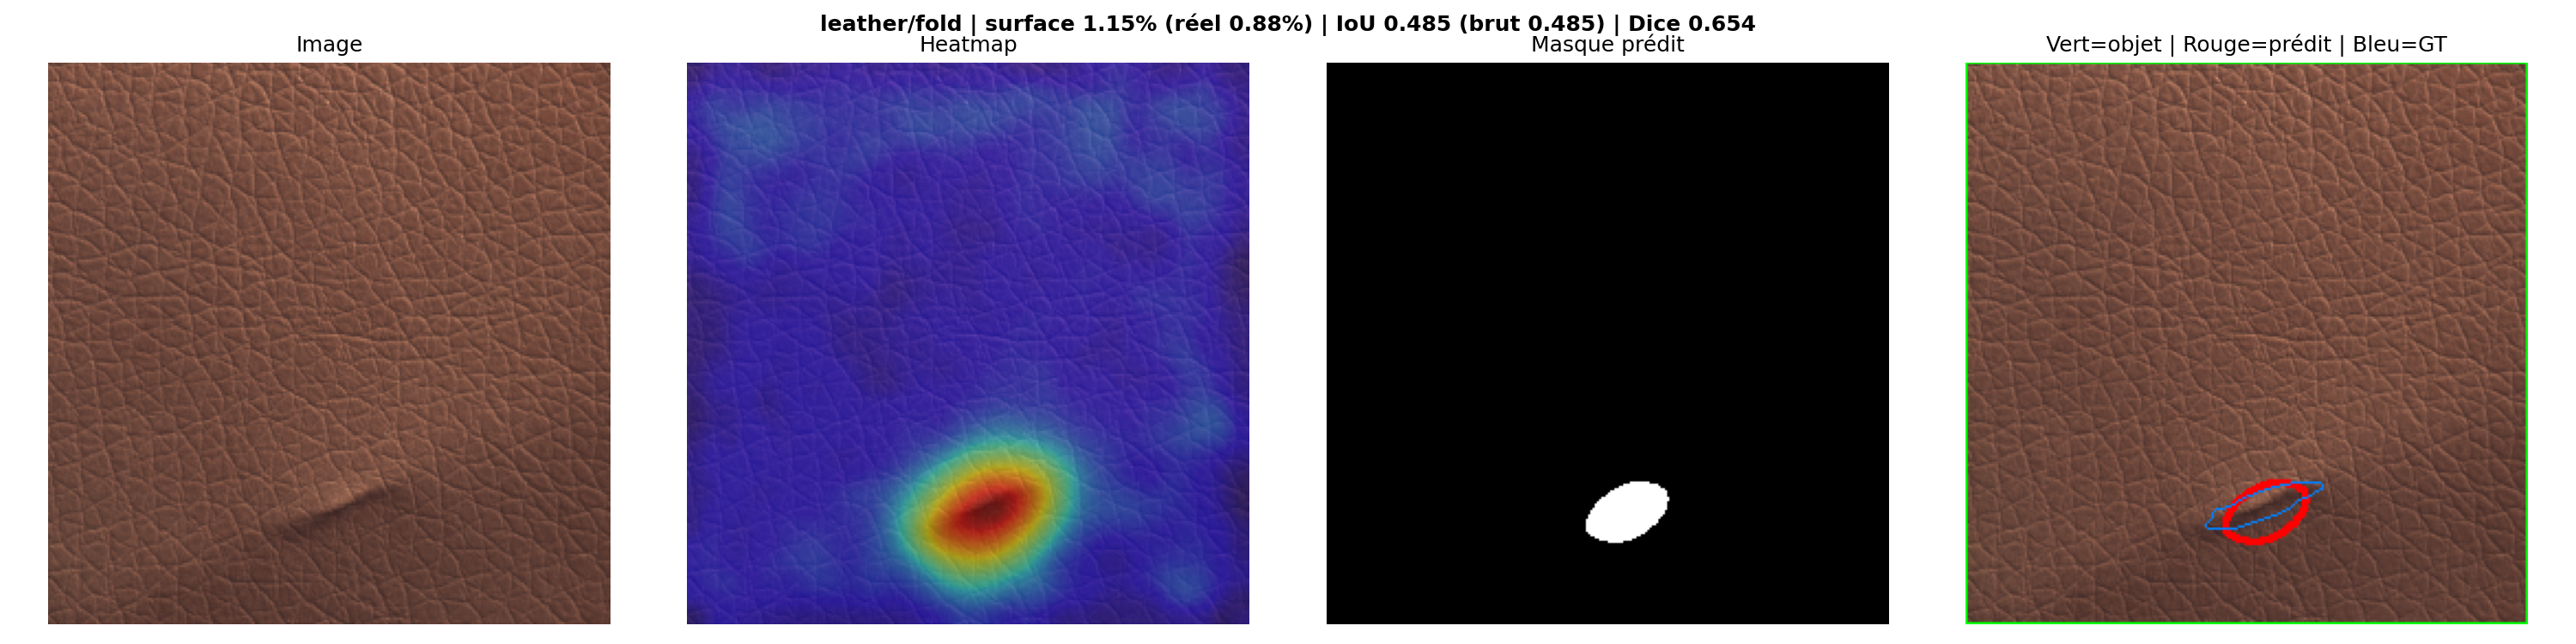 leather/fold | surface 1.15% (réel 0.88%) | IoU 0.485 (brut 0.485) | Dice 0.654
Image
Heatmap
Masque prédit
Vert=objet | Rouge=prédit | Bleu=GT